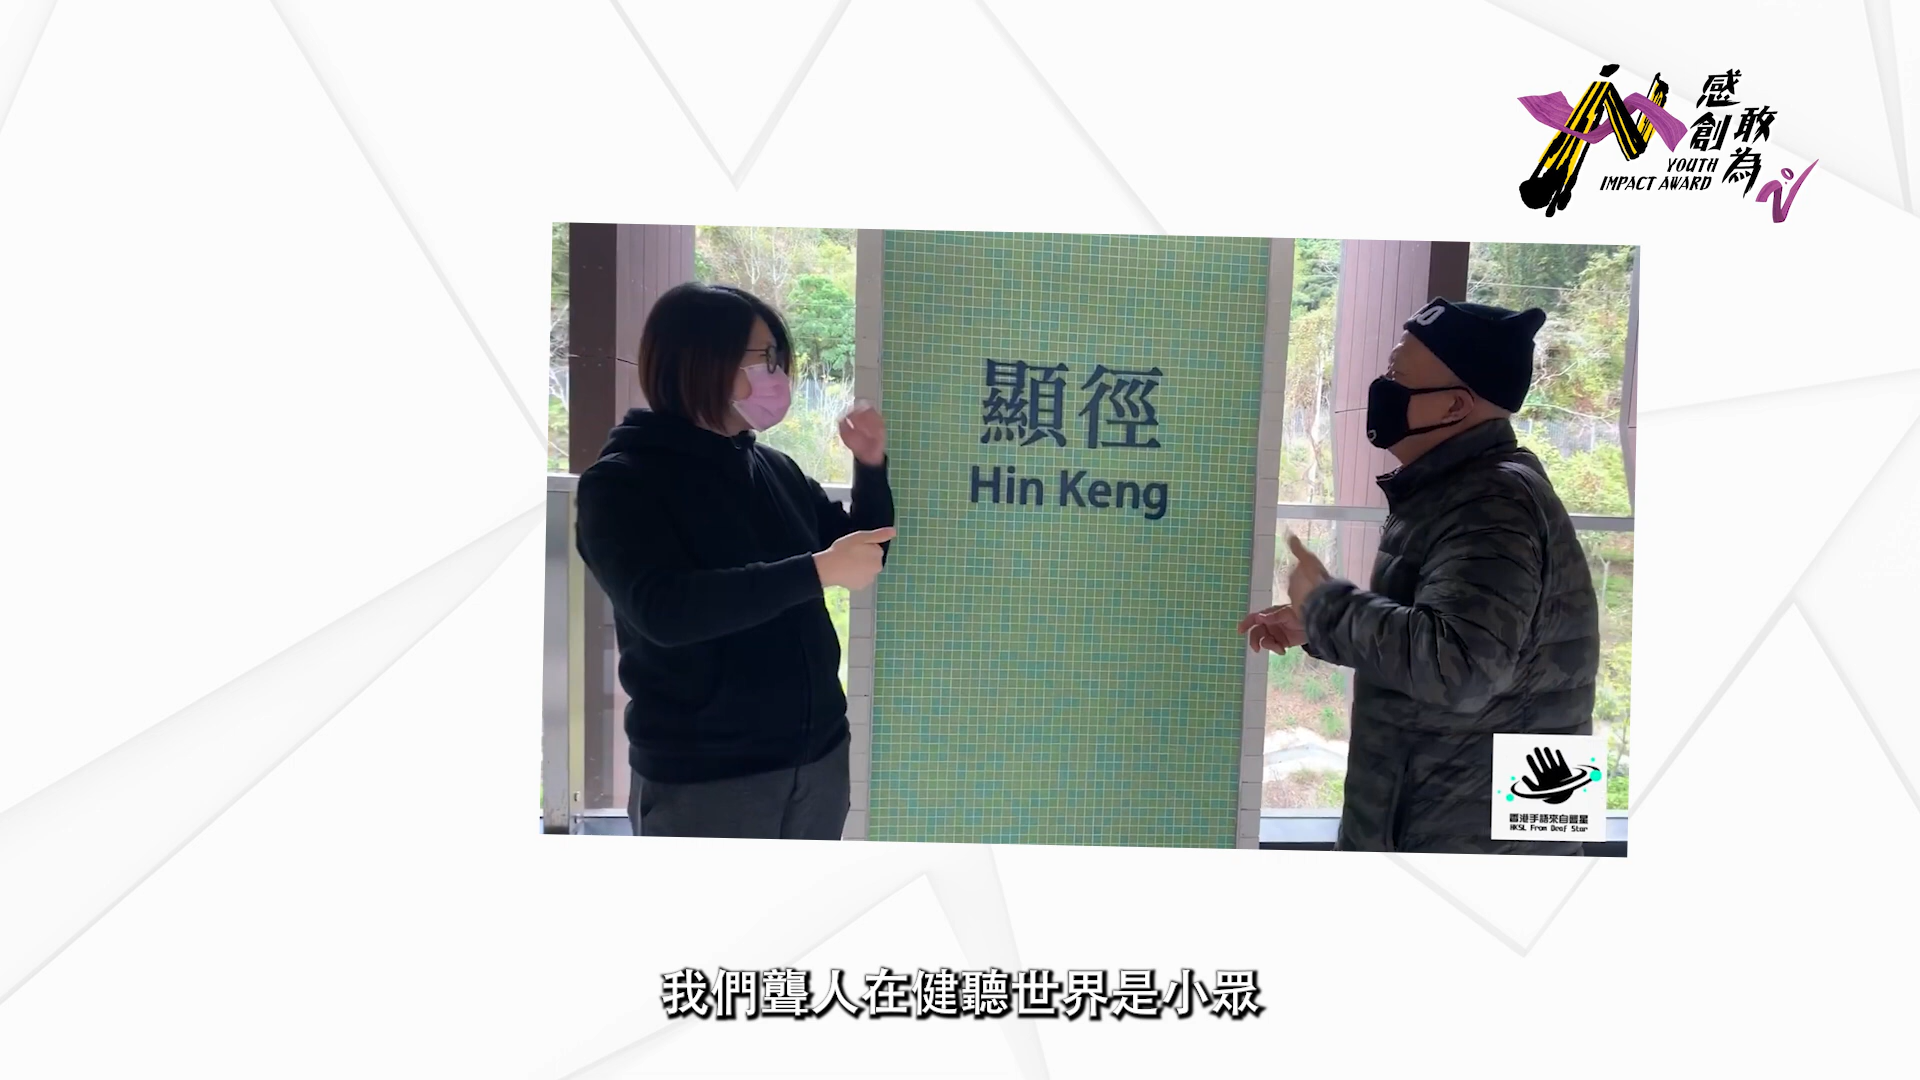 感創
敢為
YOUTH
IMPACT AWARD
顯徑
Hin Keng
香港手語來自聾星
HKSL From Deaf Star
我們聾人在健聽世界是小眾